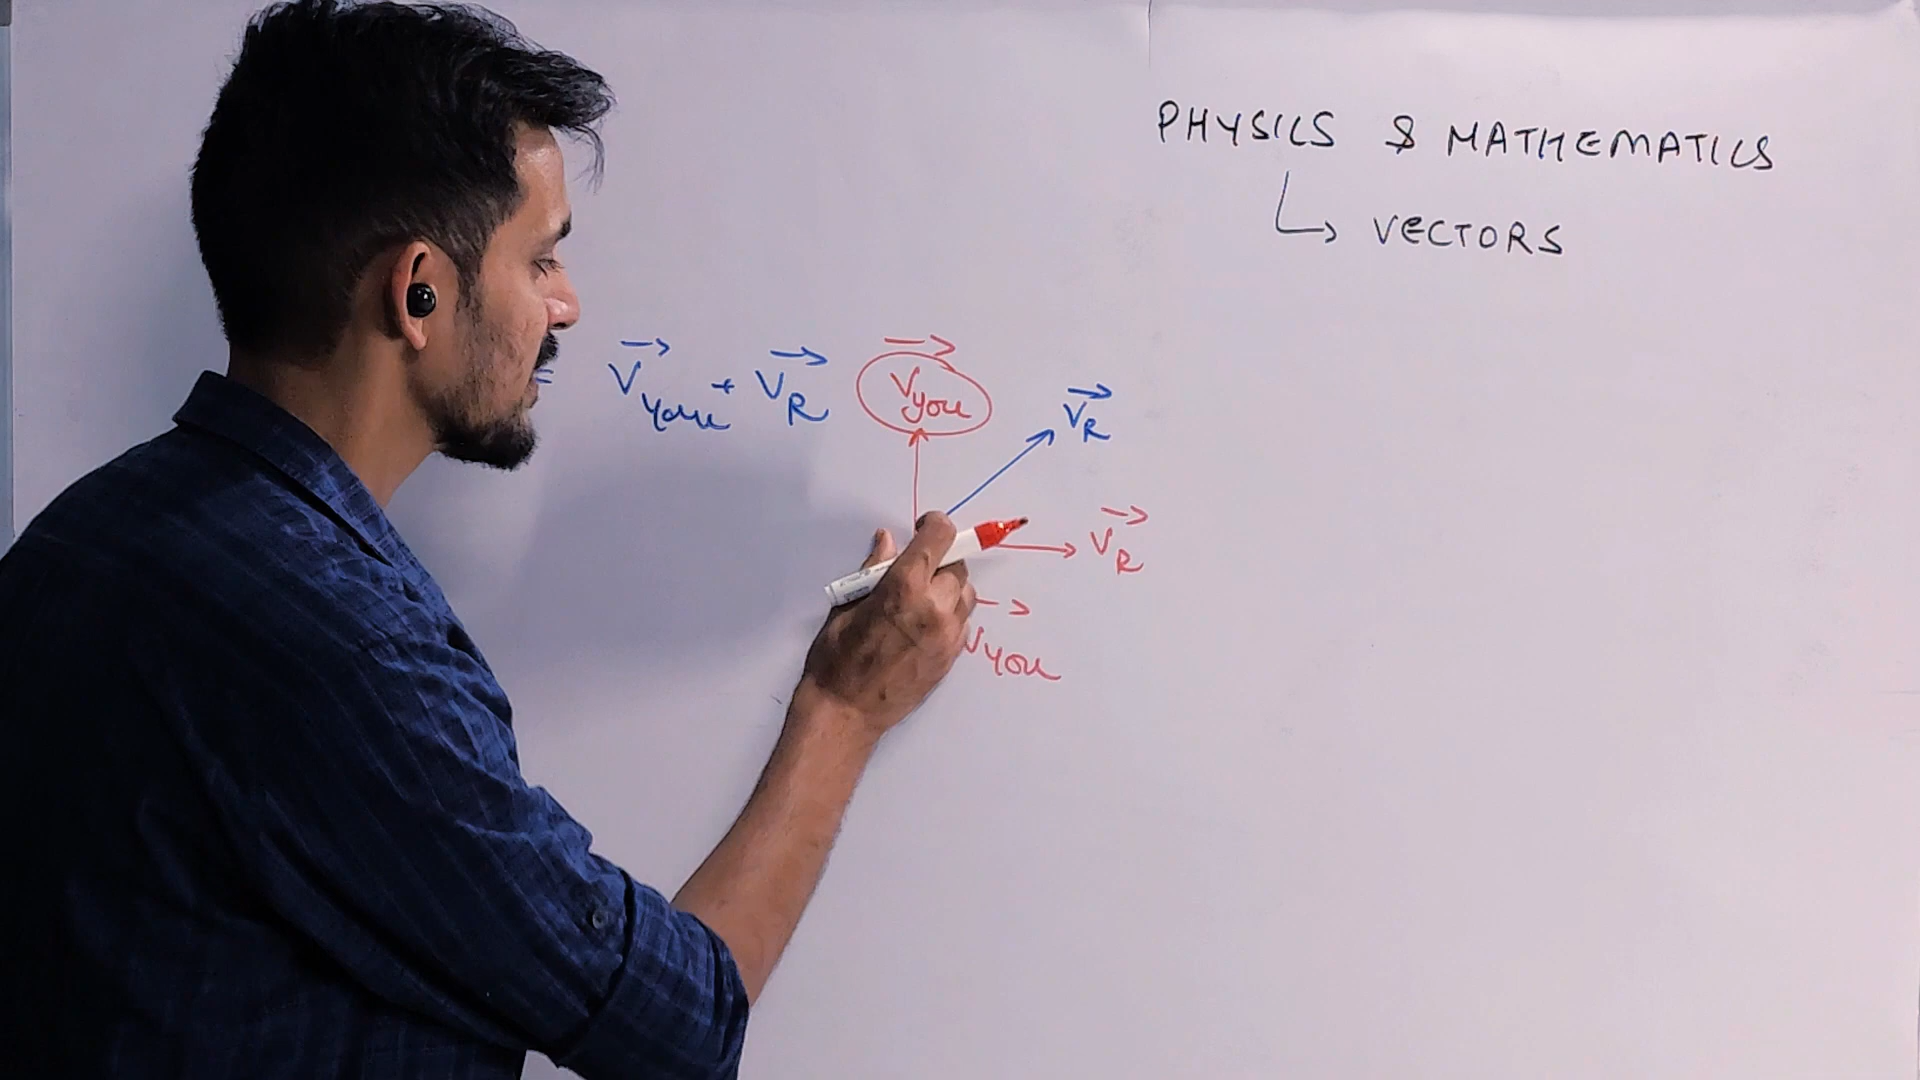 PHYSICS & MATHEMATICS
↳ VECTORS
= V⃗you + V⃗R
V⃗you
V⃗R
V⃗R
V⃗you